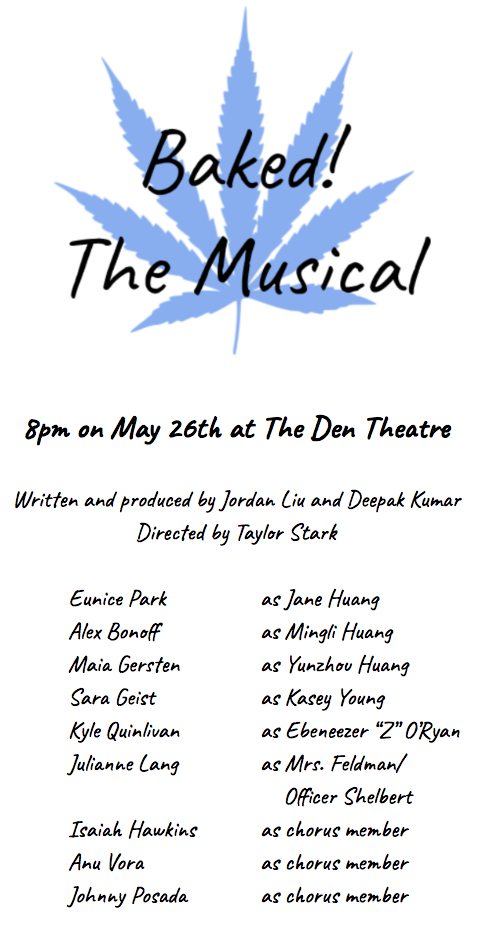 Baked!
The Musical
8pm on May 26th at The Den Theatre
Written and produced by Jordan Liu and Deepak Kumar
Directed by Taylor Stark
Eunice Park as Jane Huang
Alex Bonoff as Mingli Huang
Maia Gersten as Yunzhou Huang
Sara Geist as Kasey Young
Kyle Quinlivan as Ebeneezer “Z” O’Ryan
Julianne Lang as Mrs. Feldman/
Officer Shelbert
Isaiah Hawkins as chorus member
Anu Vora as chorus member
Johnny Posada as chorus member